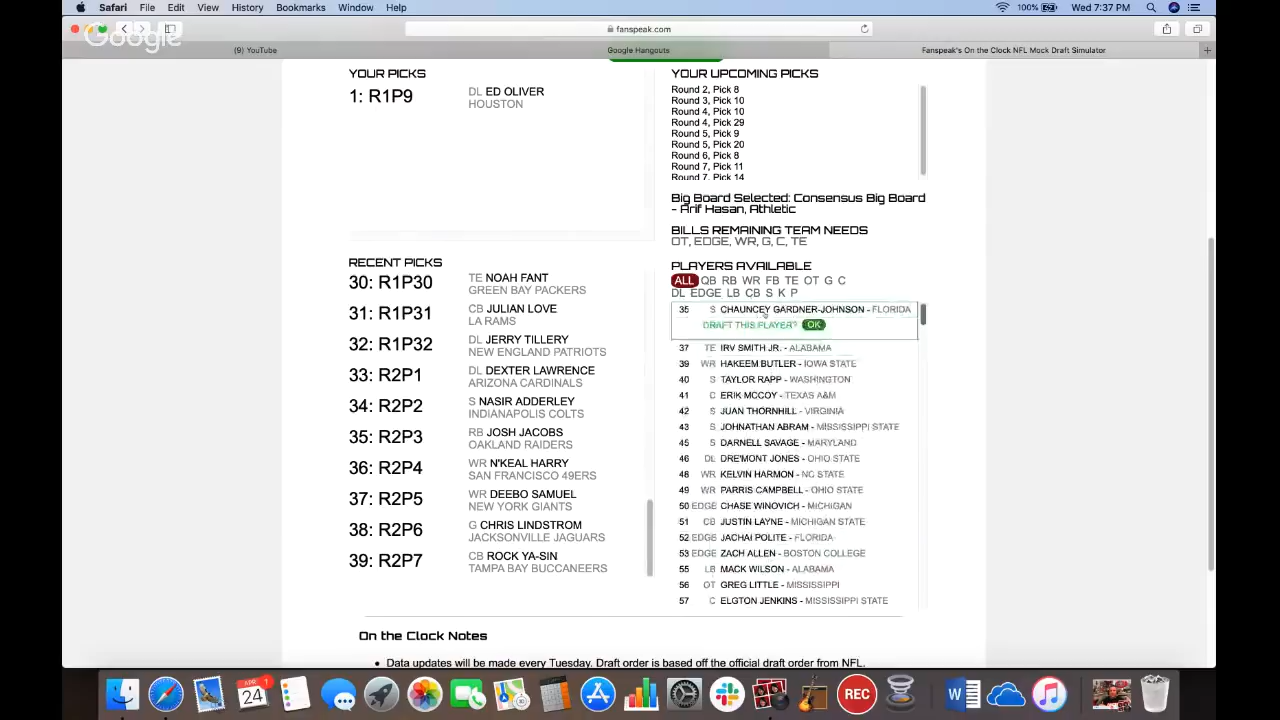 Safari File Edit View History Bookmarks Window Help 100% Wed 7:37 PM
Google
fanspeak.com
(9) YouTube Google Hangouts Fanspeak's On the Clock NFL Mock Draft Simulator
YOUR PICKS
1: R1P9 DL ED OLIVER
HOUSTON
YOUR UPCOMING PICKS
Round 2, Pick 8
Round 3, Pick 10
Round 4, Pick 10
Round 4, Pick 29
Round 5, Pick 9
Round 5, Pick 20
Round 6, Pick 8
Round 7, Pick 11
Round 7, Pick 14
Big Board Selected: Consensus Big Board
- Arif Hasan, Athletic
BILLS REMAINING TEAM NEEDS
OT, EDGE, WR, G, C, TE
RECENT PICKS
30: R1P30 TE NOAH FANT
GREEN BAY PACKERS
31: R1P31 CB JULIAN LOVE
LA RAMS
32: R1P32 DL JERRY TILLERY
NEW ENGLAND PATRIOTS
33: R2P1 DL DEXTER LAWRENCE
ARIZONA CARDINALS
34: R2P2 S NASIR ADDERLEY
INDIANAPOLIS COLTS
35: R2P3 RB JOSH JACOBS
OAKLAND RAIDERS
36: R2P4 WR N'KEAL HARRY
SAN FRANCISCO 49ERS
37: R2P5 WR DEEBO SAMUEL
NEW YORK GIANTS
38: R2P6 G CHRIS LINDSTROM
JACKSONVILLE JAGUARS
39: R2P7 CB ROCK YA-SIN
TAMPA BAY BUCCANEERS
PLAYERS AVAILABLE
ALL QB RB WR FB TE OT G C
DL EDGE LB CB S K P
35 S CHAUNCEY GARDNER-JOHNSON - FLORIDA
DRAFT THIS PLAYER? OK
37 TE IRV SMITH JR. - ALABAMA
39 WR HAKEEM BUTLER - IOWA STATE
40 S TAYLOR RAPP - WASHINGTON
41 C ERIK MCCOY - TEXAS A&M
42 S JUAN THORNHILL - VIRGINIA
43 S JOHNATHAN ABRAM - MISSISSIPPI STATE
45 S DARNELL SAVAGE - MARYLAND
46 DL DRE'MONT JONES - OHIO STATE
48 WR KELVIN HARMON - NC STATE
49 WR PARRIS CAMPBELL - OHIO STATE
50 EDGE CHASE WINOVICH - MICHIGAN
51 CB JUSTIN LAYNE - MICHIGAN STATE
52 EDGE JACHAI POLITE - FLORIDA
53 EDGE ZACH ALLEN - BOSTON COLLEGE
55 LB MACK WILSON - ALABAMA
56 OT GREG LITTLE - MISSISSIPPI
57 C ELGTON JENKINS - MISSISSIPPI STATE
On the Clock Notes
• Data updates will be made every Tuesday. Draft order is based off the official draft order from NFL.
APR 1
24
REC
W